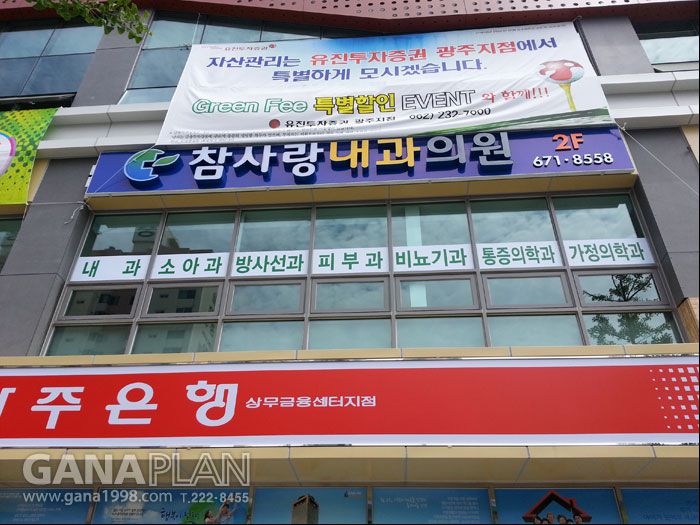 유진투자증권
자산관리는 유진투자증권 광주지점에서
특별하게 모시겠습니다.
Green Fee 특별할인 EVENT 와 함께!!!
유진투자증권 광주지점 062) 232-7900
참사랑내과의원
2F
671·8558
내 과 소아과 방사선과 피부과 비뇨기과 통증의학과 가정의학과
주은행 상무금융센터지점
GANAPLAN
www.gana1998.com T.222-8455